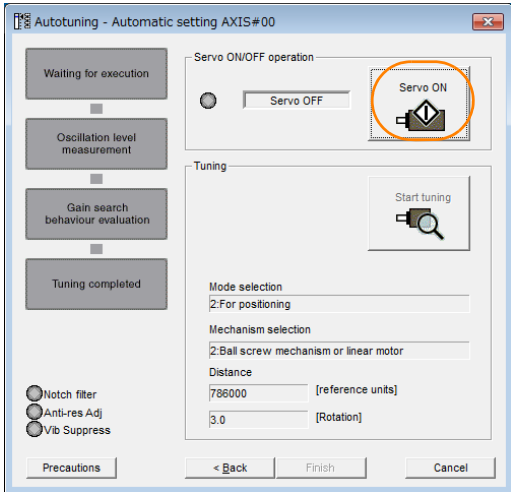 Autotuning - Automatic setting AXIS#00
Waiting for execution
Oscillation level
measurement
Gain search
behaviour evaluation
Tuning completed
Notch filter
Anti-res Adj
Vib Suppress
Servo ON/OFF operation
Servo OFF
Servo ON
Tuning
Start tuning
Mode selection
2:For positioning
Mechanism selection
2:Ball screw mechanism or linear motor
Distance
786000 [reference units]
3.0 [Rotation]
Precautions
< Back
Finish
Cancel